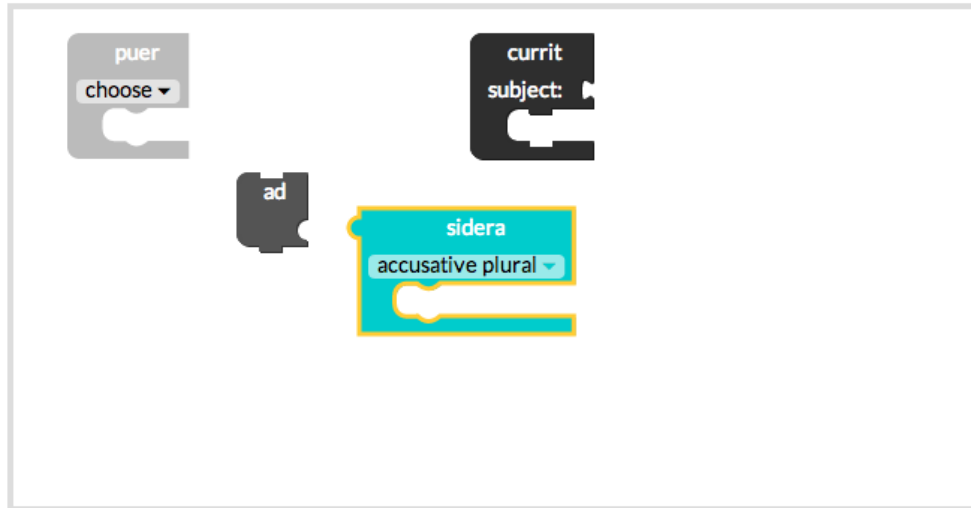 puer
choose
currit
subject:
ad
sidera
accusative plural